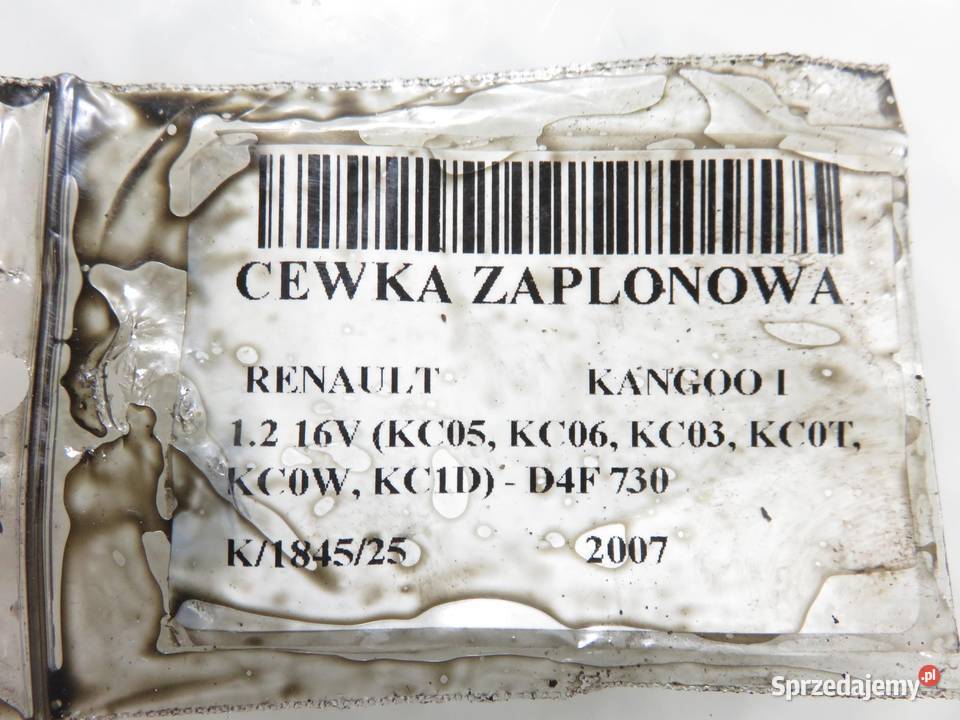 CEWKA ZAPLONOWA
RENAULT KANGOO I
1.2 16V (KC05, KC06, KC03, KC0T,
KC0W, KC1D) - D4F 730
K/1845/25 2007
Sprzedajemy.pl